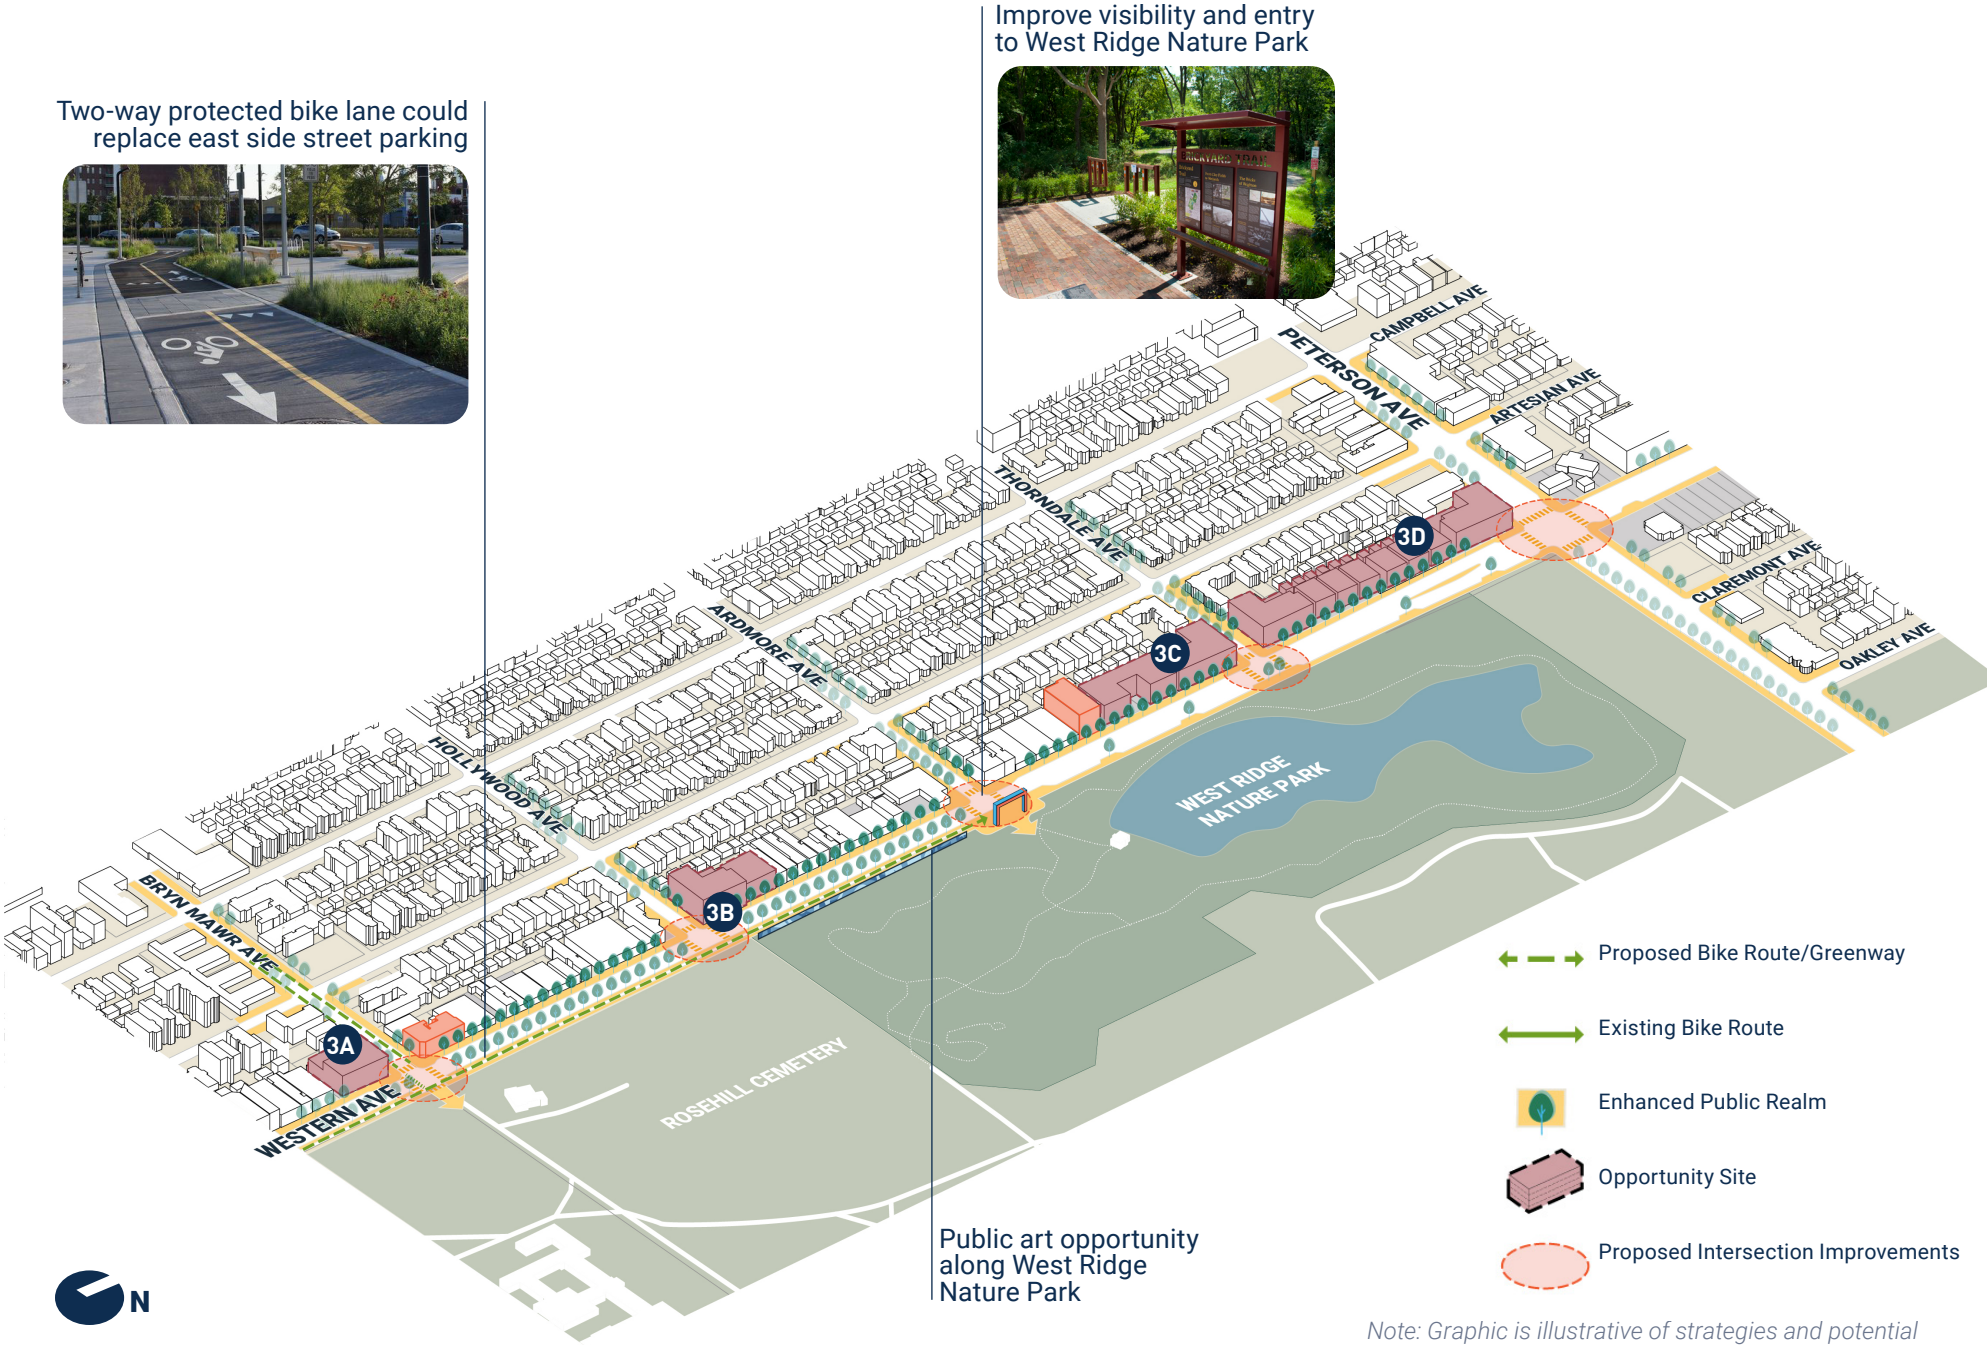 Improve visibility and entry
to West Ridge Nature Park
Two-way protected bike lane could
replace east side street parking
BRICKYARD TRAIL
CAMPBELL AVE
PETERSON AVE
ARTESIAN AVE
THORNDALE AVE
3D
CLAREMONT AVE
OAKLEY AVE
ARDMORE AVE
3C
HOLLYWOOD AVE
WEST RIDGE
NATURE PARK
BRYN MAWR AVE
3B
3A
WESTERN AVE
ROSEHILL CEMETERY
Proposed Bike Route/Greenway
Existing Bike Route
Enhanced Public Realm
Opportunity Site
Proposed Intersection Improvements
Public art opportunity
along West Ridge
Nature Park
N
Note: Graphic is illustrative of strategies and potential